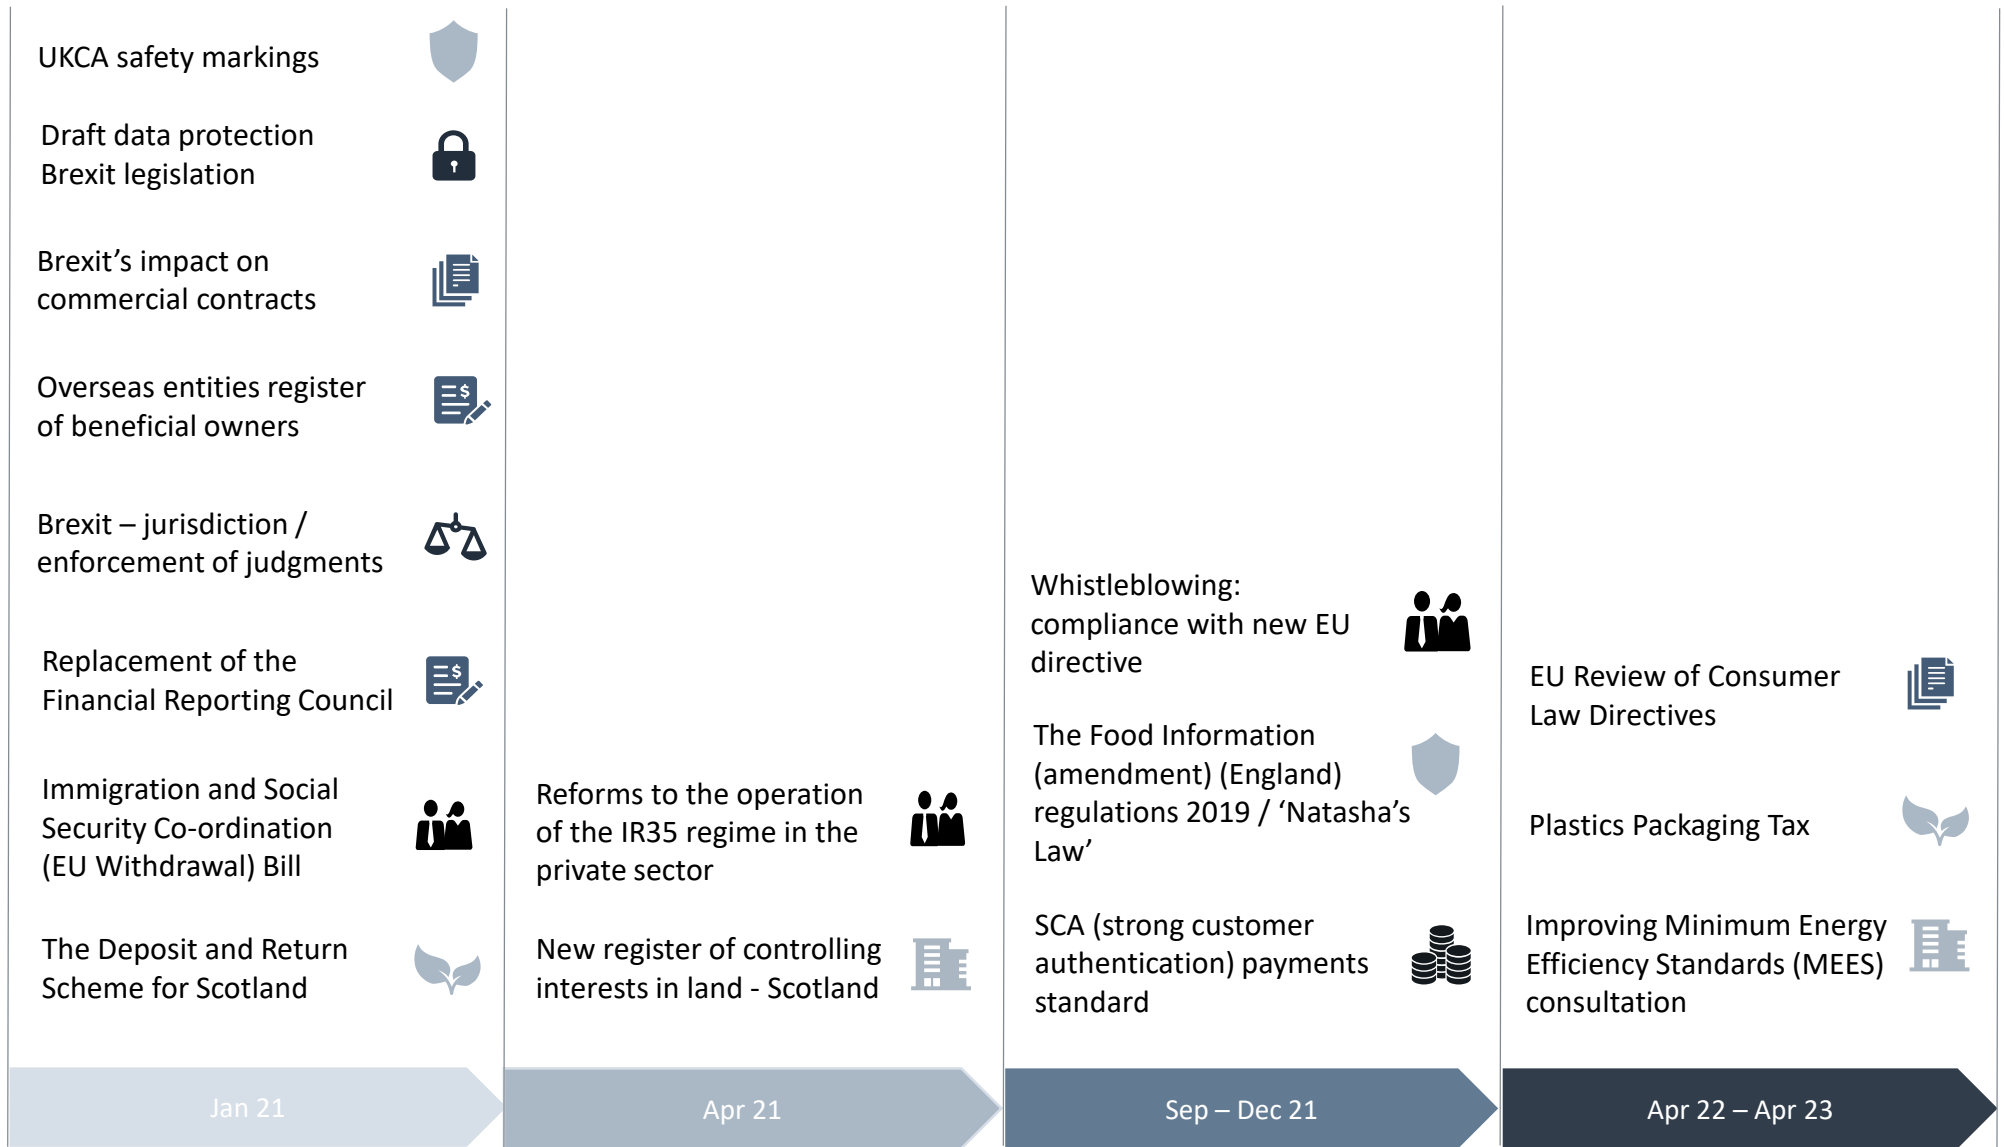 UKCA safety markings
Draft data protection
Brexit legislation
Brexit’s impact on
commercial contracts
Overseas entities register
of beneficial owners
Brexit – jurisdiction /
enforcement of judgments
Replacement of the
Financial Reporting Council
Immigration and Social
Security Co-ordination
(EU Withdrawal) Bill
The Deposit and Return
Scheme for Scotland
Jan 21
Reforms to the operation
of the IR35 regime in the
private sector
New register of controlling
interests in land - Scotland
Apr 21
Whistleblowing:
compliance with new EU
directive
The Food Information
(amendment) (England)
regulations 2019 / ‘Natasha’s
Law’
SCA (strong customer
authentication) payments
standard
Sep – Dec 21
EU Review of Consumer
Law Directives
Plastics Packaging Tax
Improving Minimum Energy
Efficiency Standards (MEES)
consultation
Apr 22 – Apr 23